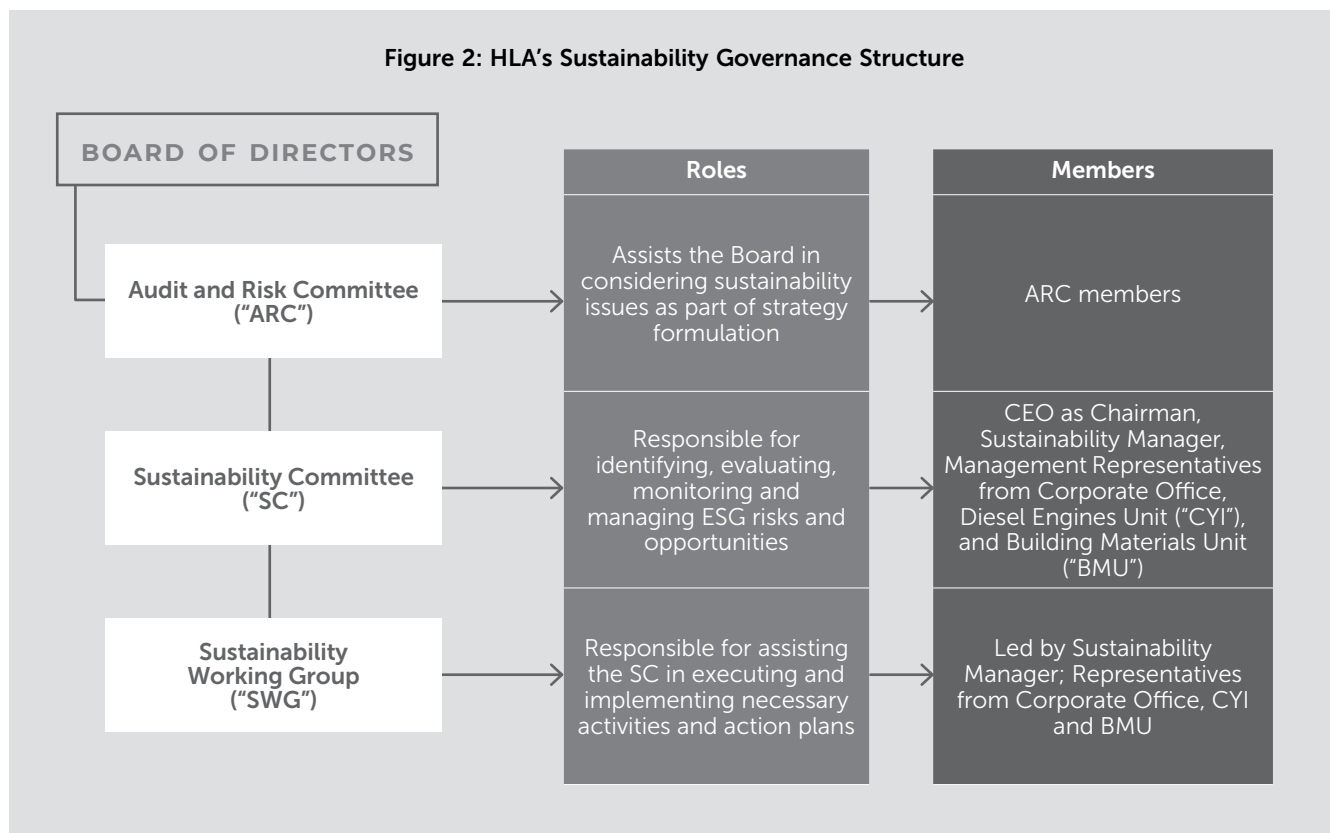 Figure 2: HLA’s Sustainability Governance Structure
BOARD OF DIRECTORS
Roles
Members
Audit and Risk Committee
(“ARC”)
Assists the Board in
considering sustainability
issues as part of strategy
formulation
ARC members
Sustainability Committee
(“SC”)
Responsible for
identifying, evaluating,
monitoring and
managing ESG risks and
opportunities
CEO as Chairman,
Sustainability Manager,
Management Representatives
from Corporate Office,
Diesel Engines Unit (“CYI”),
and Building Materials Unit
(“BMU”)
Sustainability
Working Group
(“SWG”)
Responsible for assisting
the SC in executing and
implementing necessary
activities and action plans
Led by Sustainability
Manager; Representatives
from Corporate Office, CYI
and BMU